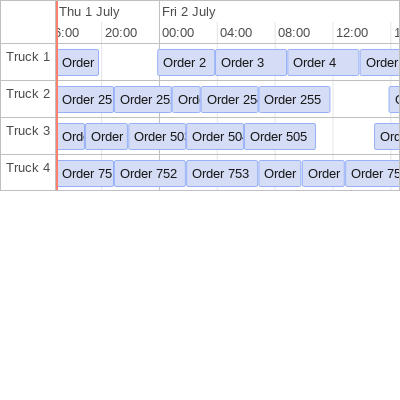 Thu 1 July Fri 2 July
6:00 20:00 00:00 04:00 08:00 12:00 1
Truck 1 Order Order 2 Order 3 Order 4 Order
Truck 2 Order 25 Order 25 Ord Order 25 Order 255
Truck 3 Ord Order Order 50 Order 50 Order 505 Ord
Truck 4 Order 75 Order 752 Order 753 Order Order Order 75